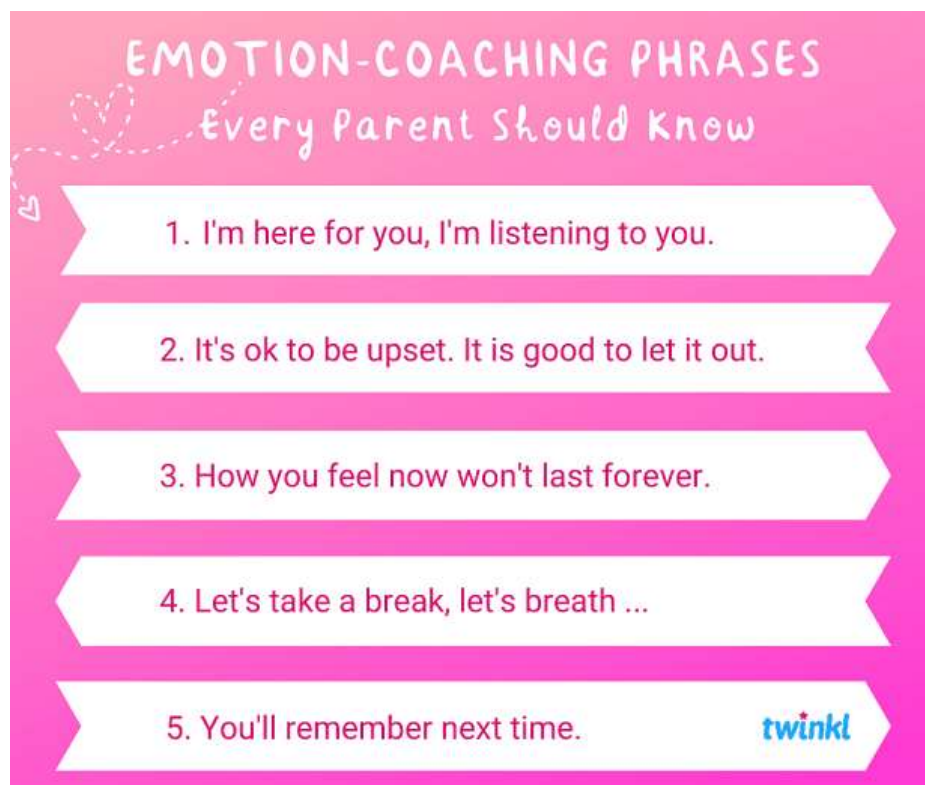 EMOTION-COACHING PHRASES
Every Parent Should Know
1. I'm here for you, I'm listening to you.
2. It's ok to be upset. It is good to let it out.
3. How you feel now won't last forever.
4. Let's take a break, let's breath ...
5. You'll remember next time.
twinkl